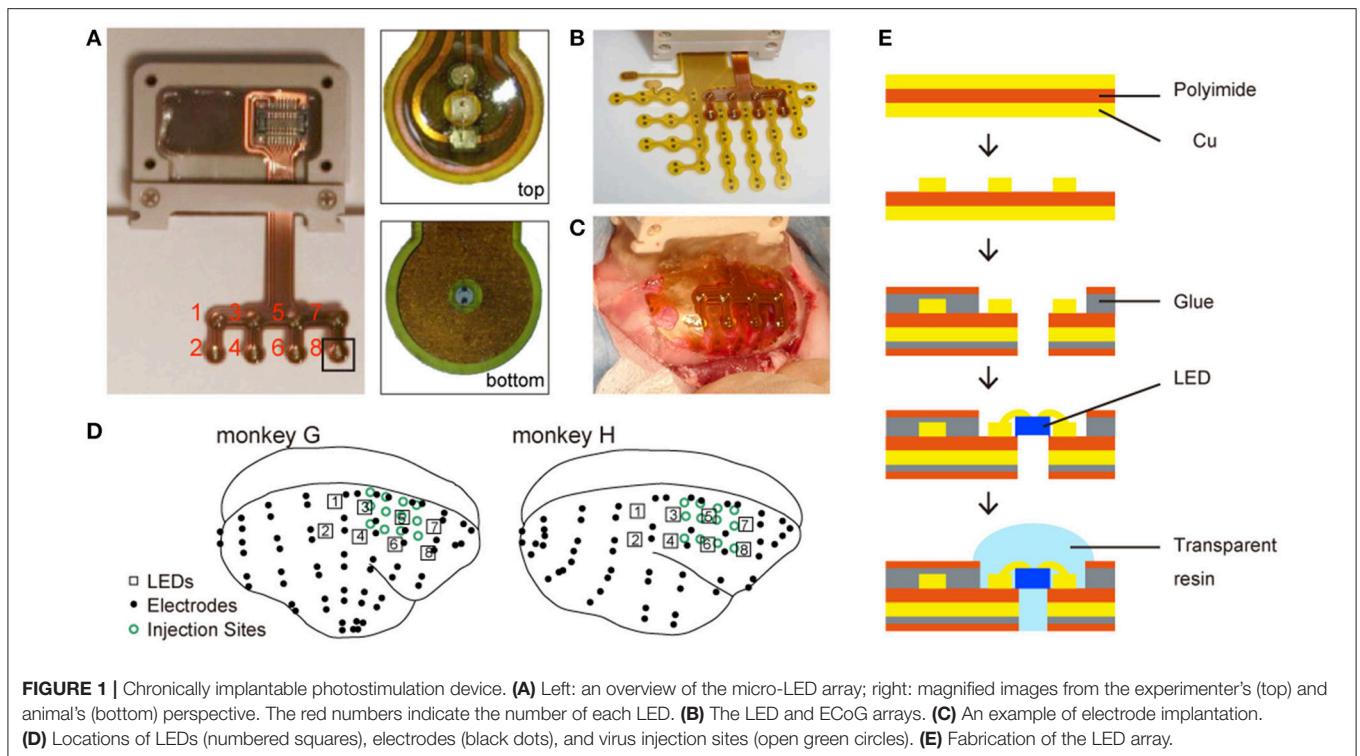 A
top
bottom
1 3 5 7
2 4 6 8
B
C
D
monkey G
1
3
5
7
2
4
6
8
monkey H
1
3
5
7
2
4
6
8
LEDs
Electrodes
Injection Sites
E
Polyimide
Cu
Glue
LED
Transparent
resin
FIGURE 1 | Chronically implantable photostimulation device. (A) Left: an overview of the micro-LED array; right: magnified images from the experimenter's (top) and
animal's (bottom) perspective. The red numbers indicate the number of each LED. (B) The LED and ECoG arrays. (C) An example of electrode implantation.
(D) Locations of LEDs (numbered squares), electrodes (black dots), and virus injection sites (open green circles). (E) Fabrication of the LED array.